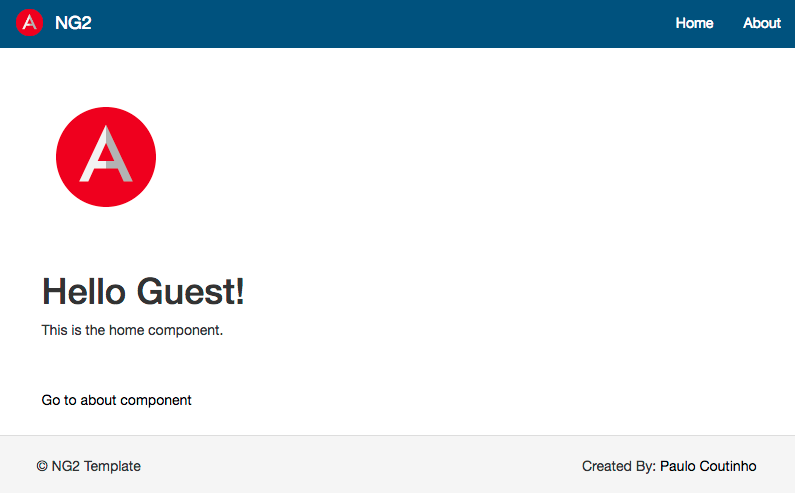 NG2 Home About
Hello Guest!
This is the home component.
Go to about component
© NG2 Template Created By: Paulo Coutinho